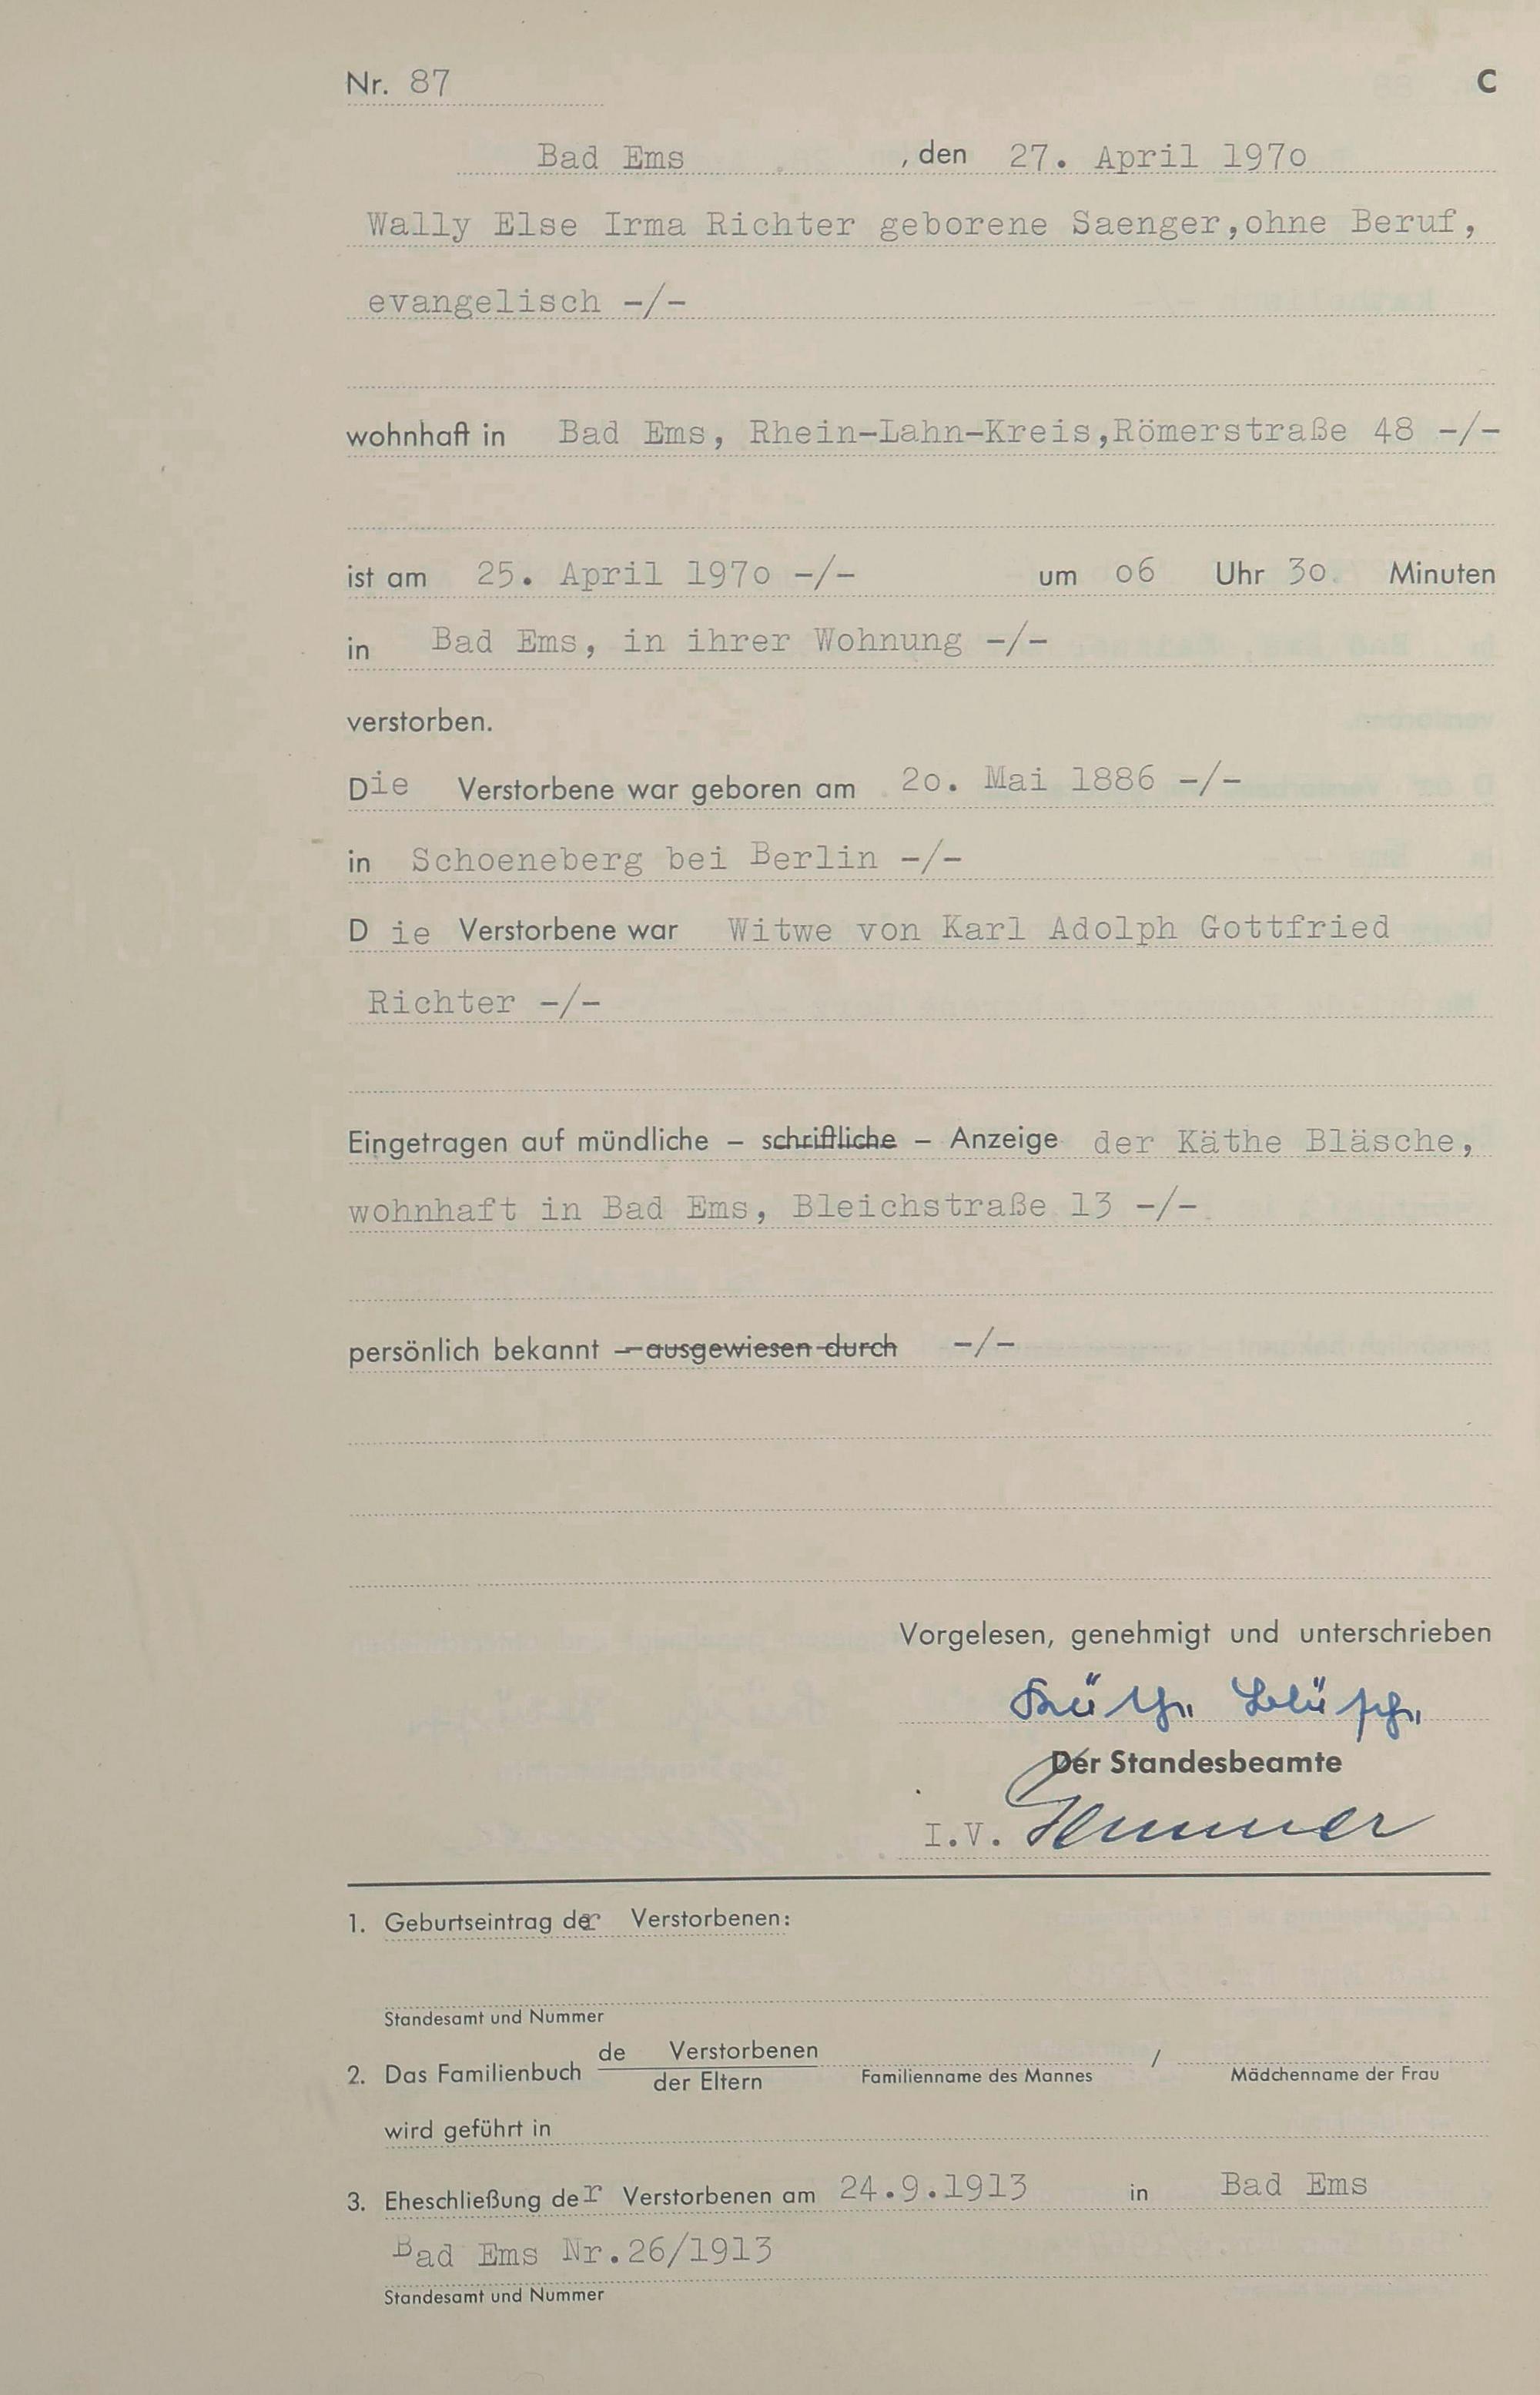 Nr. 87 C
Bad Ems , den 27. April 197o
Wally Else Irma Richter geborene Saenger,ohne Beruf,
evangelisch -/-
wohnhaft in Bad Ems, Rhein-Lahn-Kreis,Römerstraße 48 -/-
ist am 25. April 197o -/- um o6 Uhr 3o Minuten
in Bad Ems, in ihrer Wohnung -/-
verstorben.
Die Verstorbene war geboren am 2o. Mai 1886 -/-
in Schoeneberg bei Berlin -/-
D ie Verstorbene war Witwe von Karl Adolph Gottfried
Richter -/-
Eingetragen auf mündliche – schriftliche – Anzeige der Käthe Bläsche,
wohnhaft in Bad Ems, Bleichstraße 13 -/-
persönlich bekannt – ausgewiesen durch -/-
Vorgelesen, genehmigt und unterschrieben
Käthe Bläsche
Der Standesbeamte
I.V.
1. Geburtseintrag der Verstorbenen:
Standesamt und Nummer
2. Das Familienbuch de Verstorbenen / 
der Eltern Familienname des Mannes Mädchenname der Frau
wird geführt in
3. Eheschließung der Verstorbenen am 24.9.1913 in Bad Ems
Bad Ems Nr.26/1913
Standesamt und Nummer